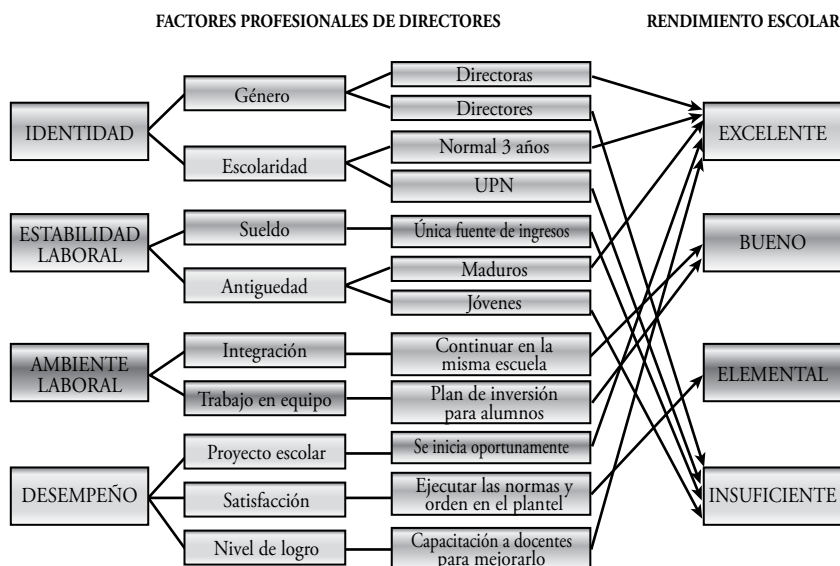 FACTORES PROFESIONALES DE DIRECTORES
RENDIMIENTO ESCOLAR
IDENTIDAD
Género
Directoras
Directores
Escolaridad
Normal 3 años
UPN
ESTABILIDAD
LABORAL
Sueldo
Única fuente de ingresos
Antiguedad
Maduros
Jóvenes
AMBIENTE
LABORAL
Integración
Continuar en la
misma escuela
Trabajo en equipo
Plan de inversión
para alumnos
DESEMPEÑO
Proyecto escolar
Se inicia oportunamente
Satisfacción
Ejecutar las normas y
orden en el plantel
Nivel de logro
Capacitación a docentes
para mejorarlo
EXCELENTE
BUENO
ELEMENTAL
INSUFICIENTE